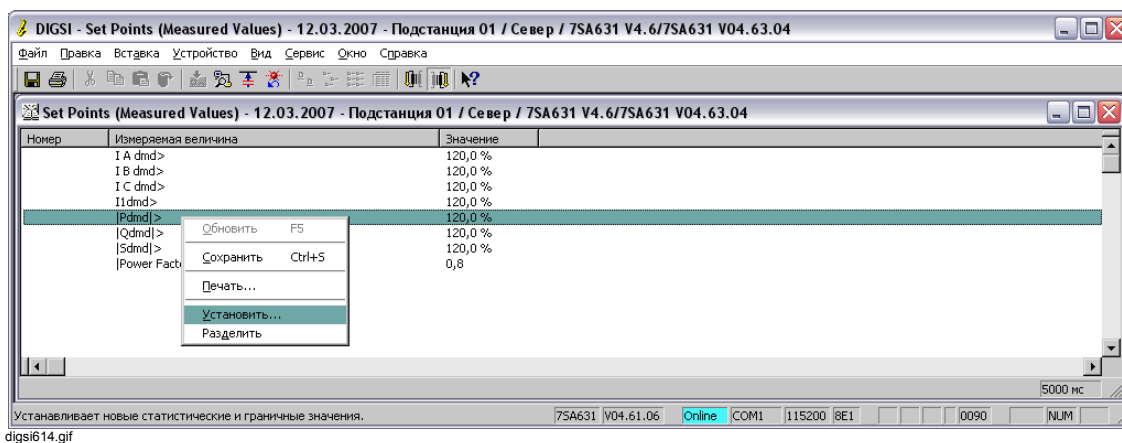 DIGSI - Set Points (Measured Values) - 12.03.2007 - Подстанция 01 / Север / 7SA631 V4.6/7SA631 V04.63.04
Файл Правка Вставка Устройство Вид Сервис Окно Справка
Set Points (Measured Values) - 12.03.2007 - Подстанция 01 / Север / 7SA631 V4.6/7SA631 V04.63.04
Номер Измеряемая величина Значение
I A dmd> 120,0 %
I B dmd> 120,0 %
I C dmd> 120,0 %
I1dmd> 120,0 %
|Pdmd|> 120,0 %
|Qdmd|> 120,0 %
|Sdmd|> 120,0 %
|Power Facto 0,8
Обновить F5
Сохранить Ctrl+S
Печать...
Установить...
Разделить
5000 мс
Устанавливает новые статистические и граничные значения. 7SA631 V04.61.06 Online COM1 115200 8E1 0090 NUM
digsi614.gif